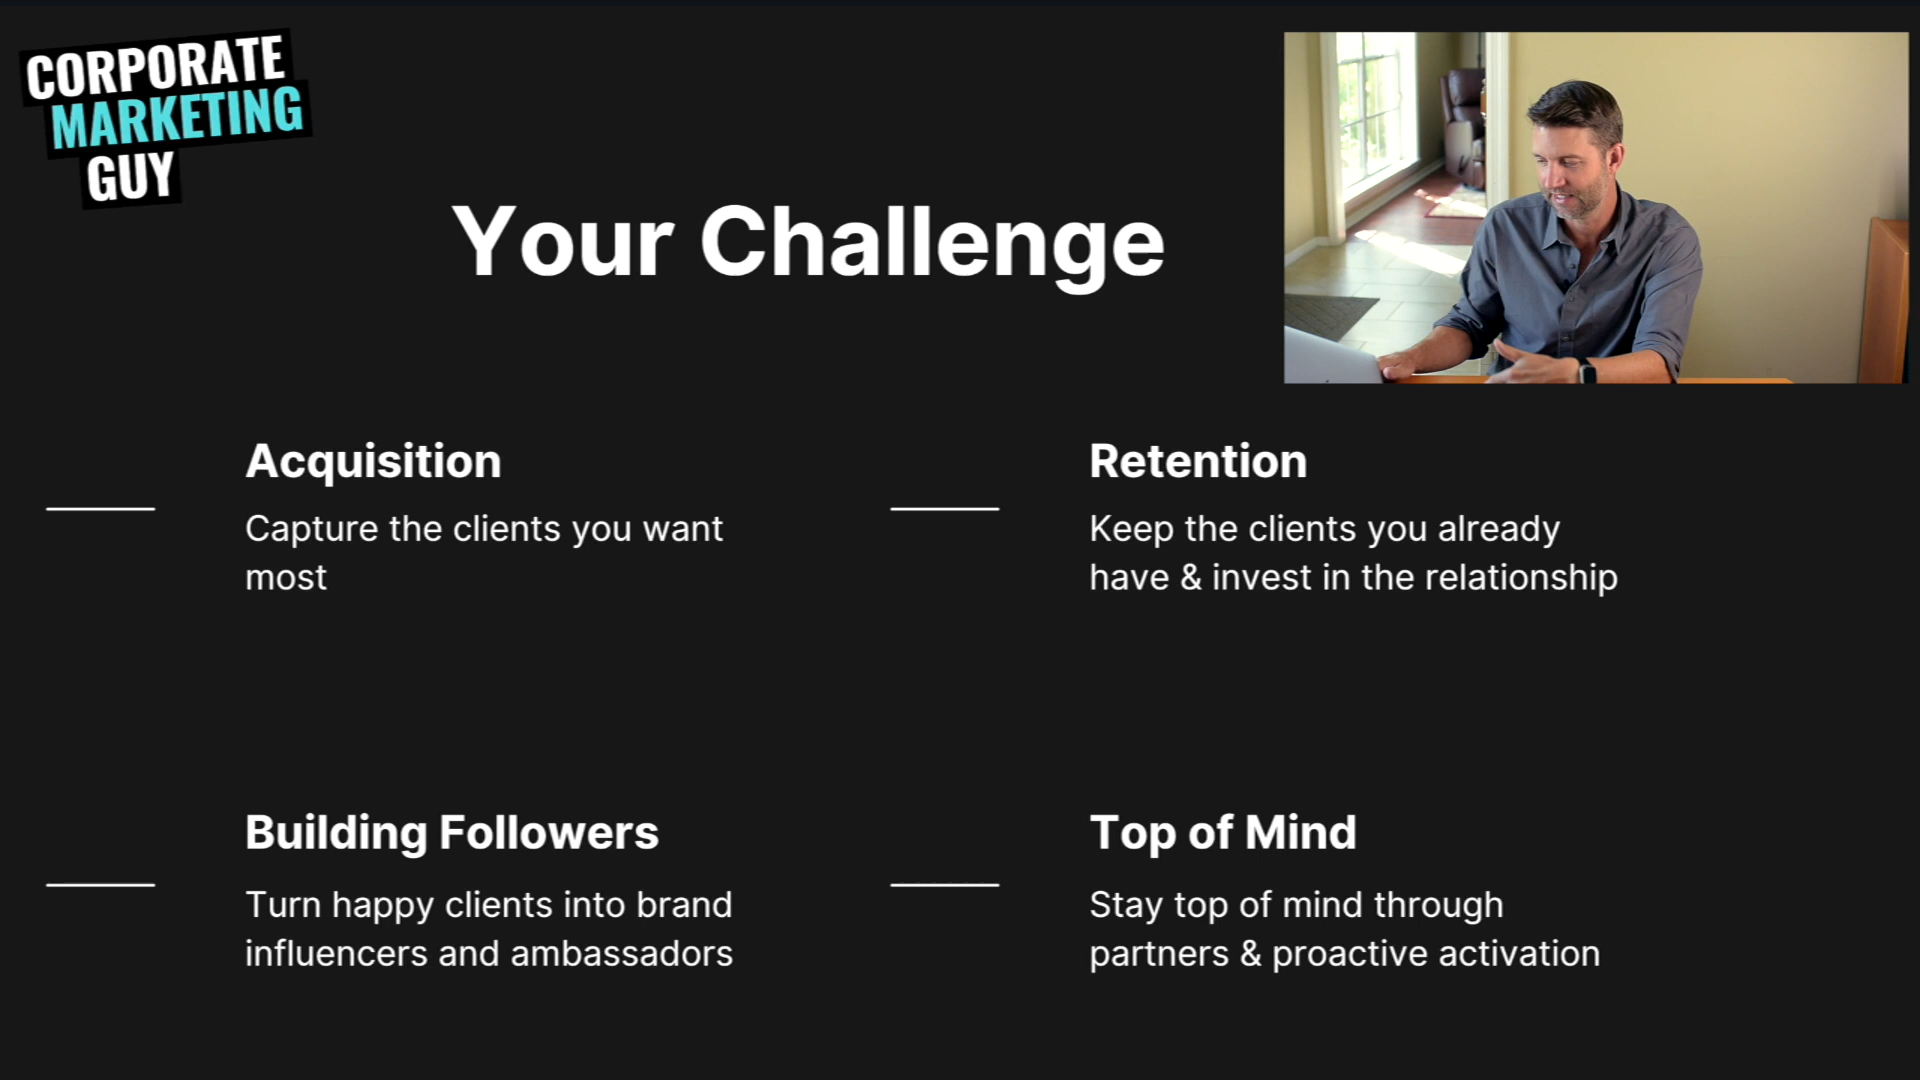 CORPORATE
MARKETING
GUY
Your Challenge
Acquisition
Capture the clients you want
most
Retention
Keep the clients you already
have & invest in the relationship
Building Followers
Turn happy clients into brand
influencers and ambassadors
Top of Mind
Stay top of mind through
partners & proactive activation